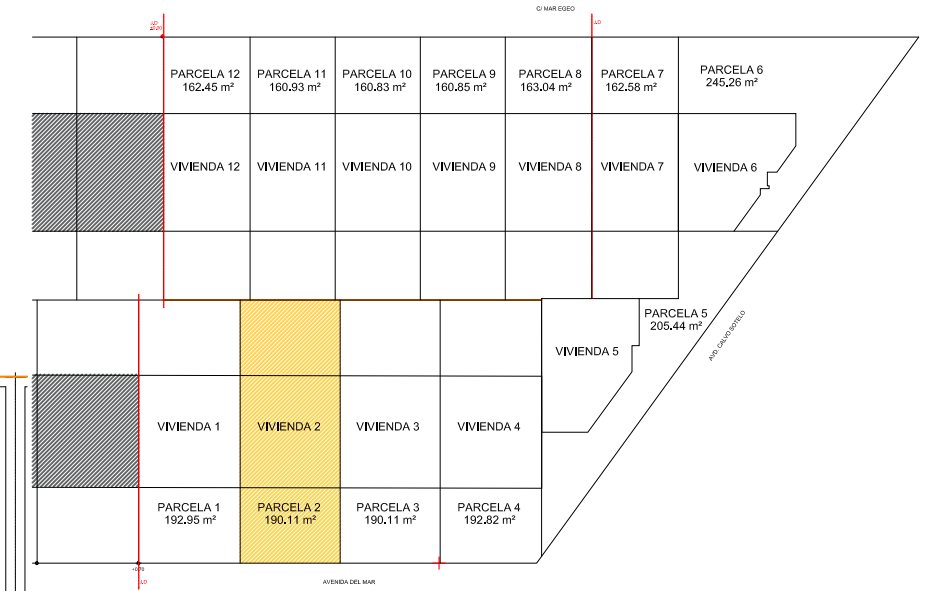 C/ MAR EGEO
PARCELA 12
162.45 m²
PARCELA 11
160.93 m²
PARCELA 10
160.83 m²
PARCELA 9
160.85 m²
PARCELA 8
163.04 m²
PARCELA 7
162.58 m²
PARCELA 6
245.26 m²
VIVIENDA 12
VIVIENDA 11
VIVIENDA 10
VIVIENDA 9
VIVIENDA 8
VIVIENDA 7
VIVIENDA 6
PARCELA 5
205.44 m²
AVD. CALVO SOTELO
VIVIENDA 5
VIVIENDA 1
VIVIENDA 2
VIVIENDA 3
VIVIENDA 4
PARCELA 1
192.95 m²
PARCELA 2
190.11 m²
PARCELA 3
190.11 m²
PARCELA 4
192.82 m²
AVENIDA DEL MAR